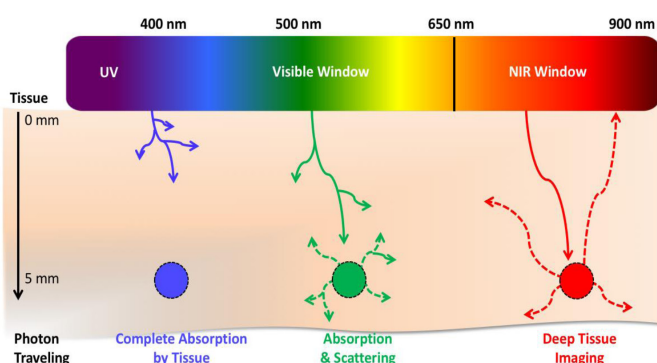 400 nm 500 nm 650 nm 900 nm
UV Visible Window NIR Window
Tissue
0 mm
5 mm
Photon Complete Absorption Absorption Deep Tissue
Traveling by Tissue & Scattering Imaging